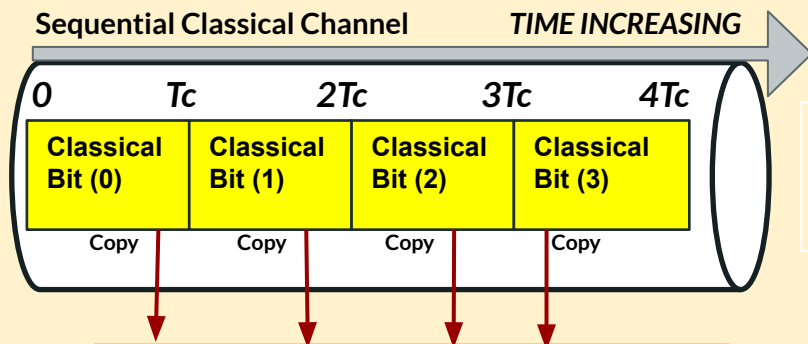 Sequential Classical Channel TIME INCREASING
0 Tc 2Tc 3Tc 4Tc
Classical Bit (0)
Classical Bit (1)
Classical Bit (2)
Classical Bit (3)
Copy Copy Copy Copy